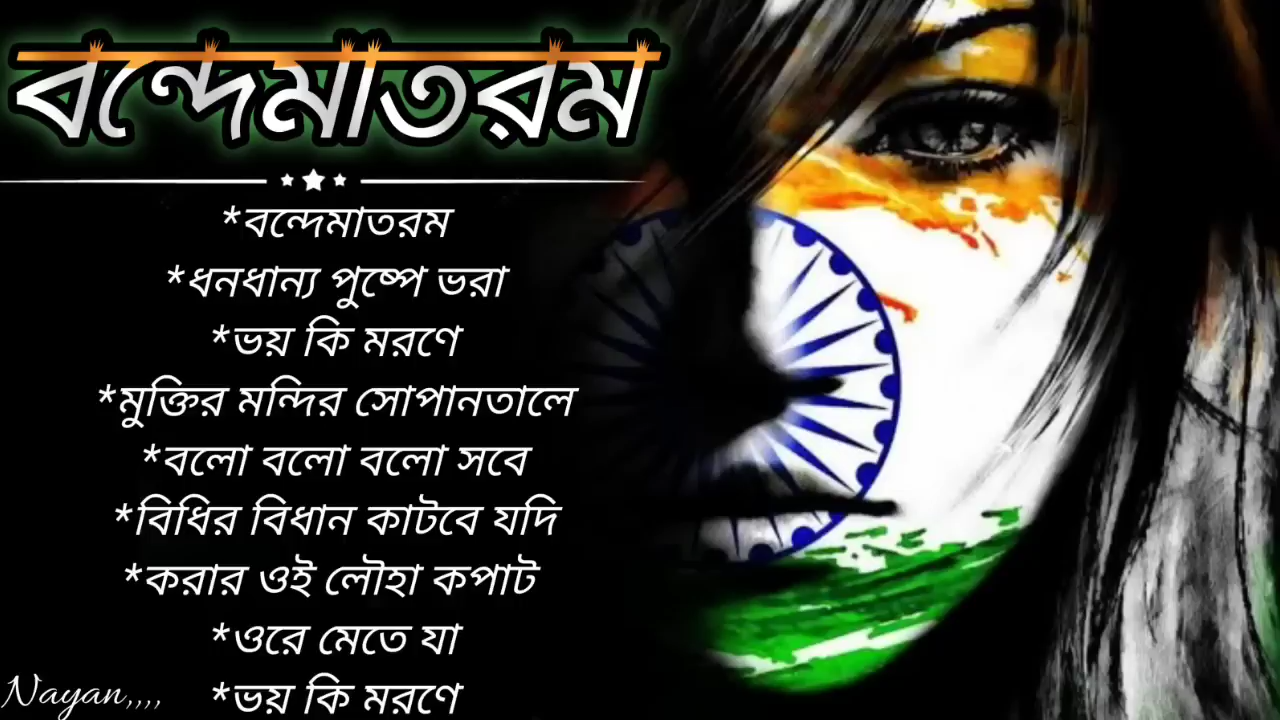 বন্দেমাতরম
*বন্দেমাতরম
*ধনধান্য পুষ্পে ভরা
*ভয় কি মরণে
*মুক্তির মন্দির সোপানতালে
*বলো বলো বলো সবে
*বিধির বিধান কাটবে যদি
*করার ওই লৌহা কপাট
*ওরে মেতে যা
*ভয় কি মরণে
Nayan,,,,